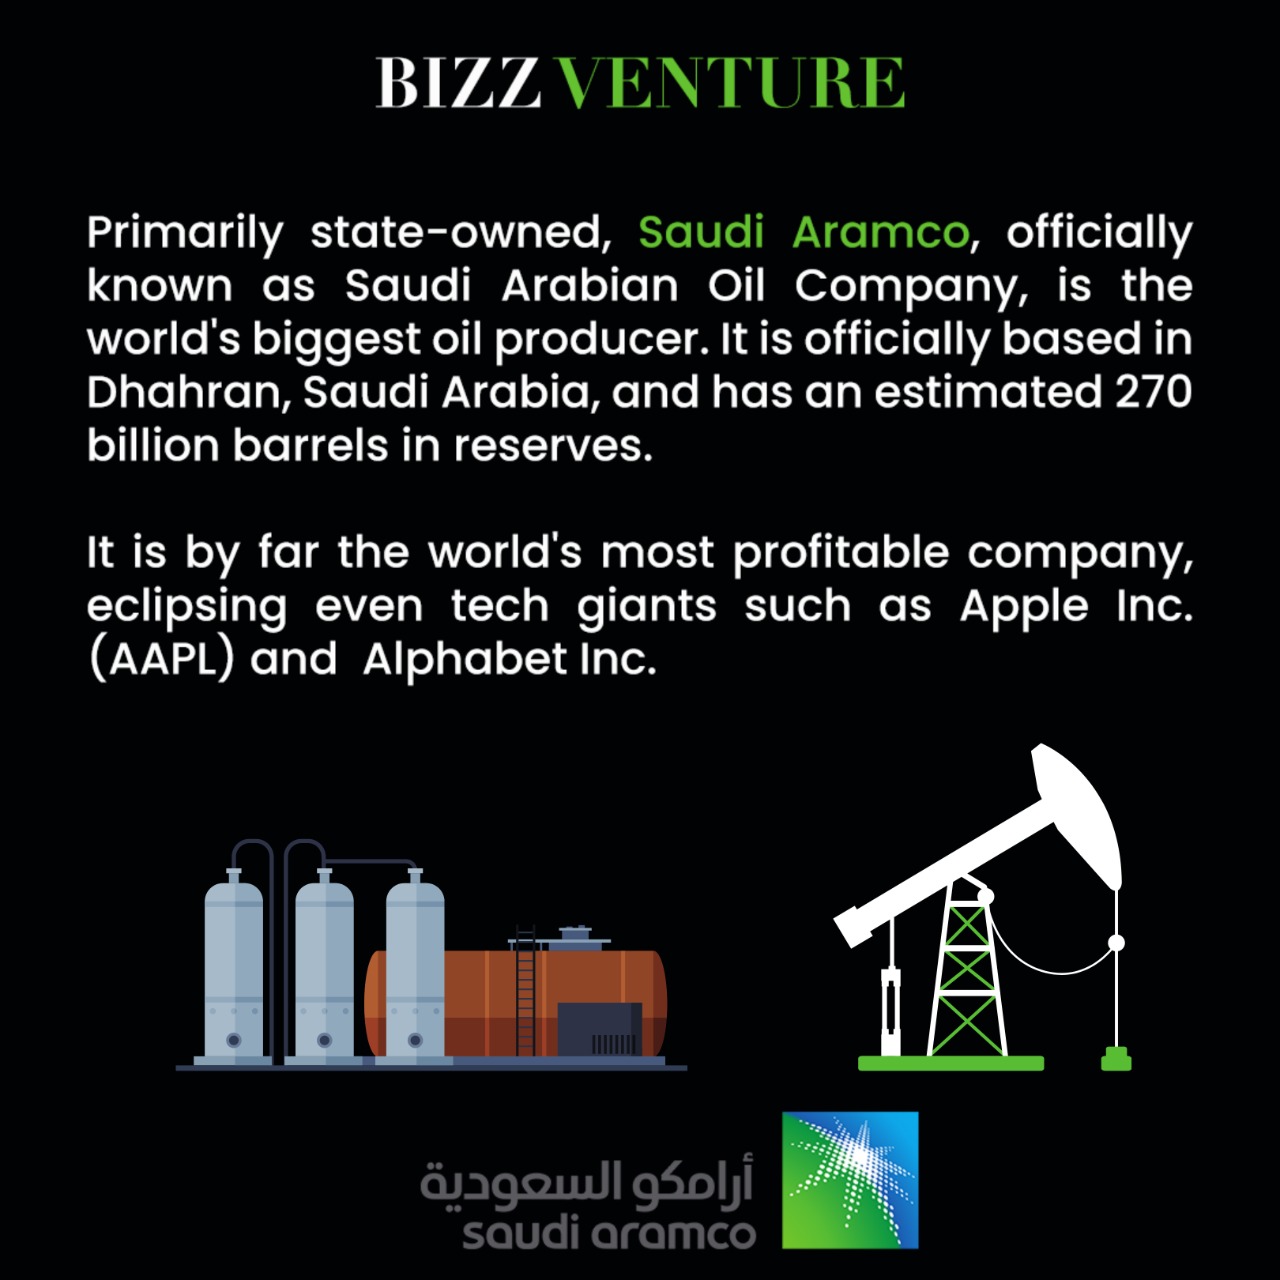 BIZZ VENTURE
Primarily state-owned, Saudi Aramco, officially
known as Saudi Arabian Oil Company, is the
world's biggest oil producer. It is officially based in
Dhahran, Saudi Arabia, and has an estimated 270
billion barrels in reserves.
It is by far the world's most profitable company,
eclipsing even tech giants such as Apple Inc.
(AAPL) and Alphabet Inc.
أرامكو السعودية
saudi aramco